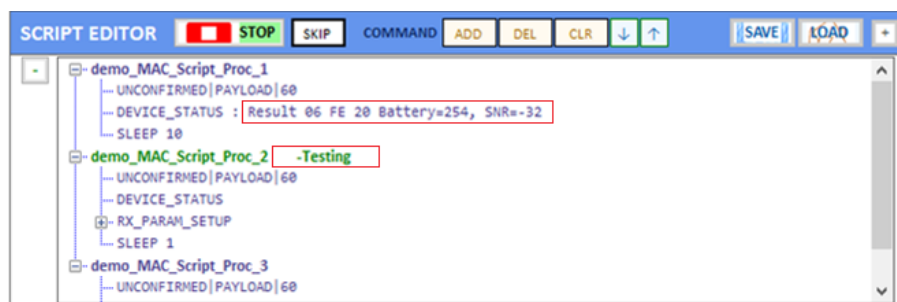 SCRIPT EDITOR STOP SKIP COMMAND ADD DEL CLR ↓ ↑ SAVE LOAD +
- demo_MAC_Script_Proc_1
UNCONFIRMED|PAYLOAD|60
DEVICE_STATUS : Result 06 FE 20 Battery=254, SNR=-32
SLEEP 10
demo_MAC_Script_Proc_2 -Testing
UNCONFIRMED|PAYLOAD|60
DEVICE_STATUS
RX_PARAM_SETUP
SLEEP 1
demo_MAC_Script_Proc_3
UNCONFIRMED|PAYLOAD|60